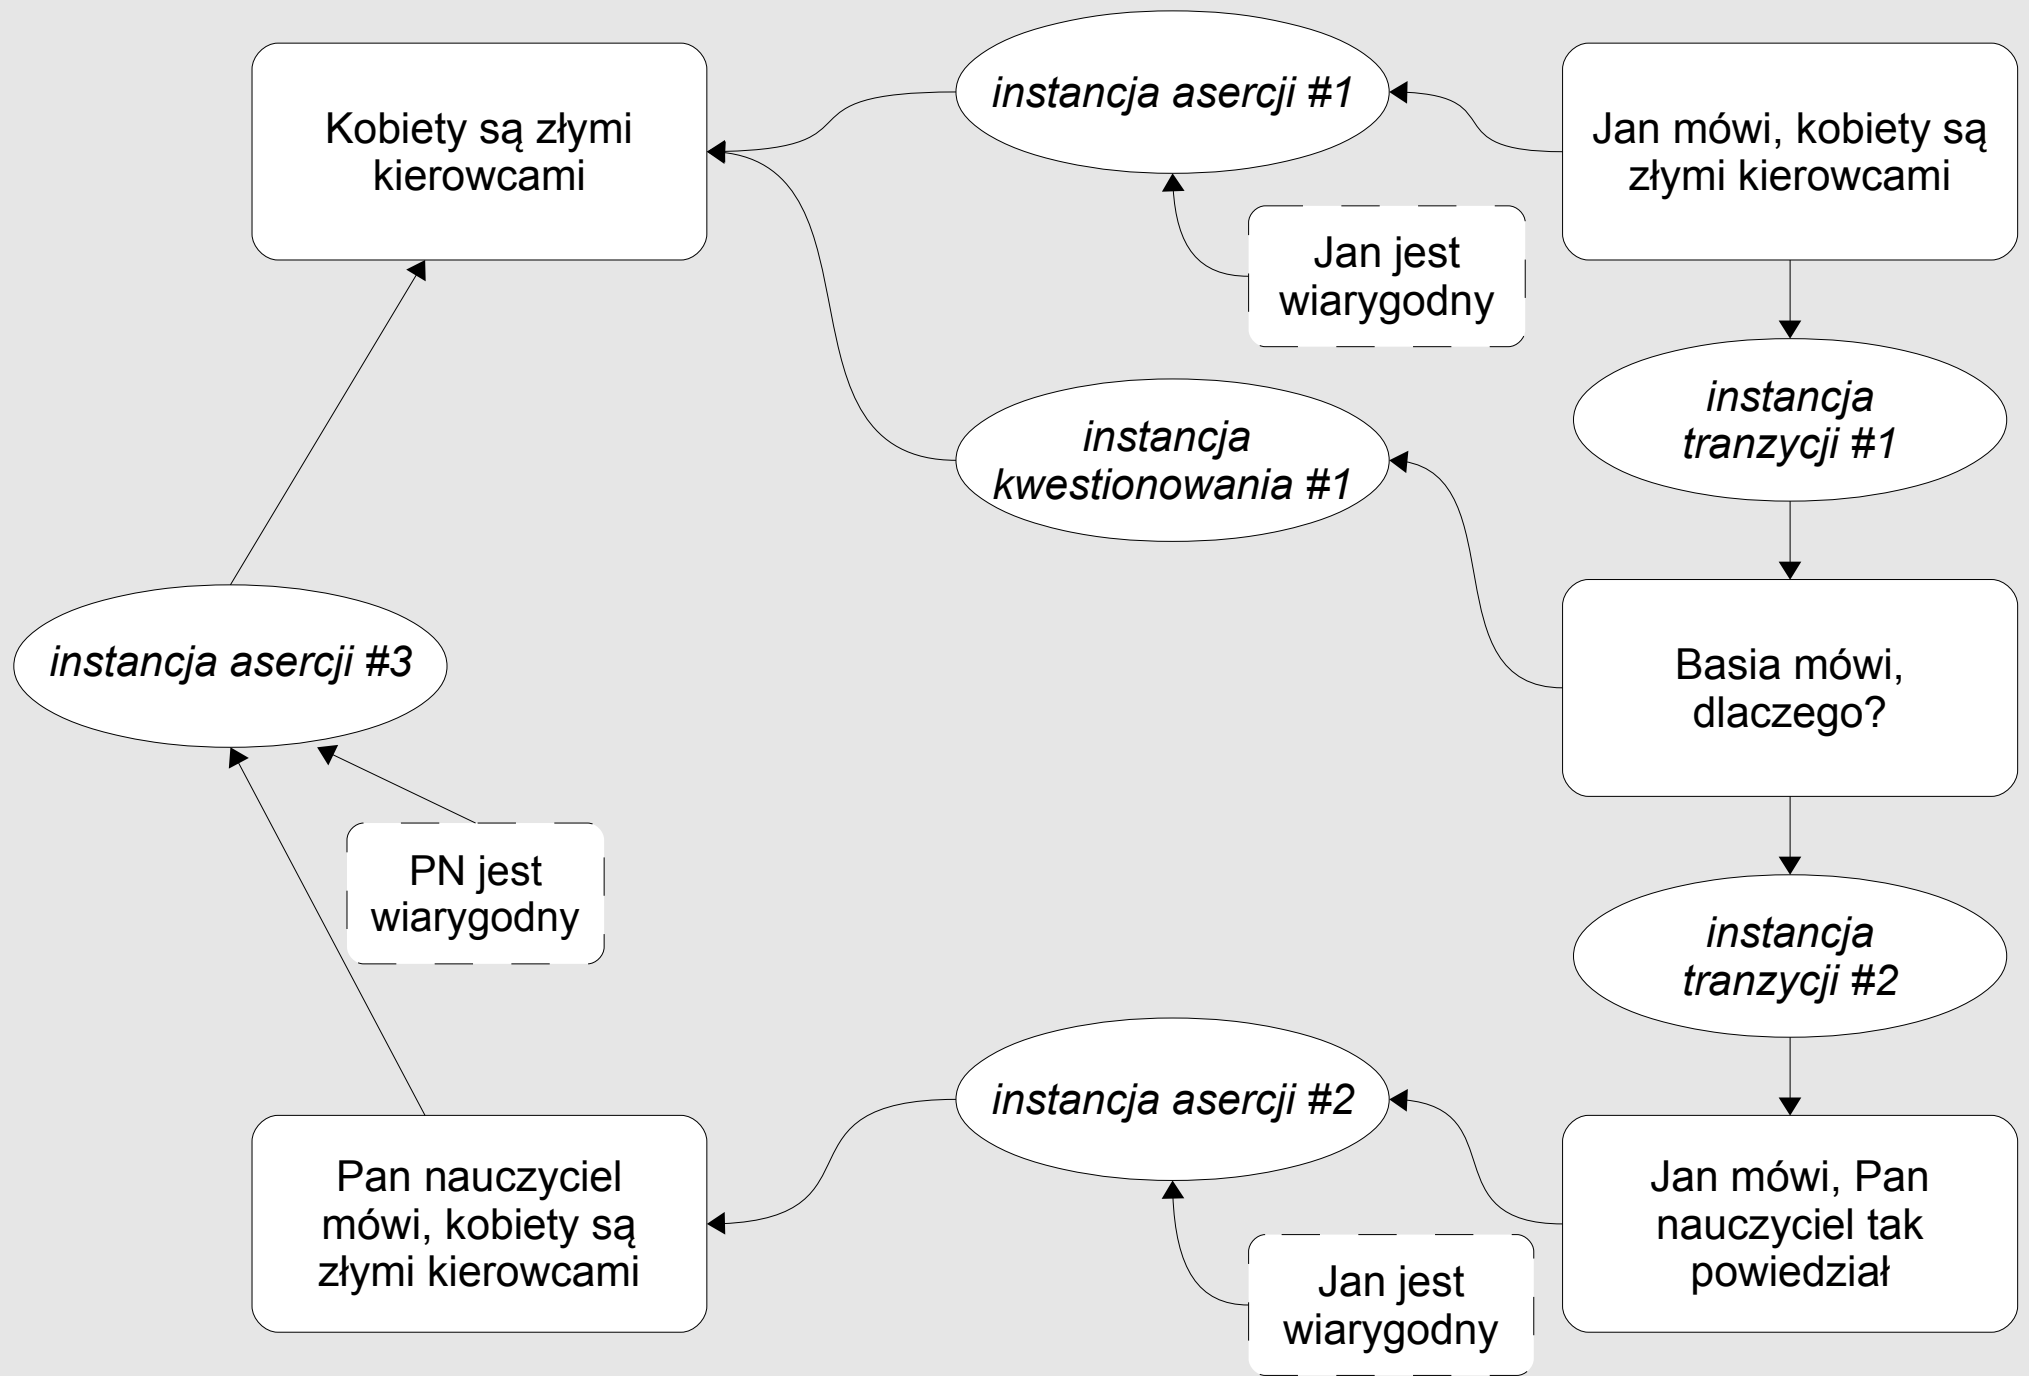 Kobiety są złymi
kierowcami
instancja asercji #1
Jan mówi, kobiety są
złymi kierowcami
Jan jest
wiarygodny
instancja
tranzycji #1
instancja
kwestionowania #1
instancja asercji #3
Basia mówi,
dlaczego?
PN jest
wiarygodny
instancja
tranzycji #2
instancja asercji #2
Pan nauczyciel
mówi, kobiety są
złymi kierowcami
Jan mówi, Pan
nauczyciel tak
powiedział
Jan jest
wiarygodny